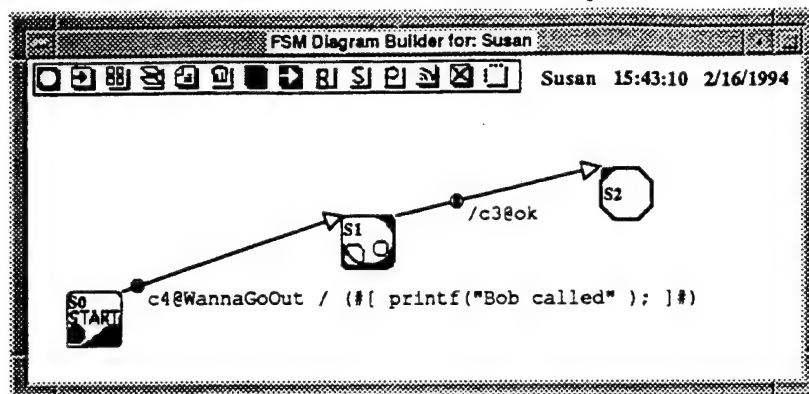 FSM Diagram Builder for: Susan
Susan 15:43:10 2/16/1994
S2
/c3@ok
S1
c4@WannaGoOut / (#[ printf("Bob called" ); ]#)
S0
START